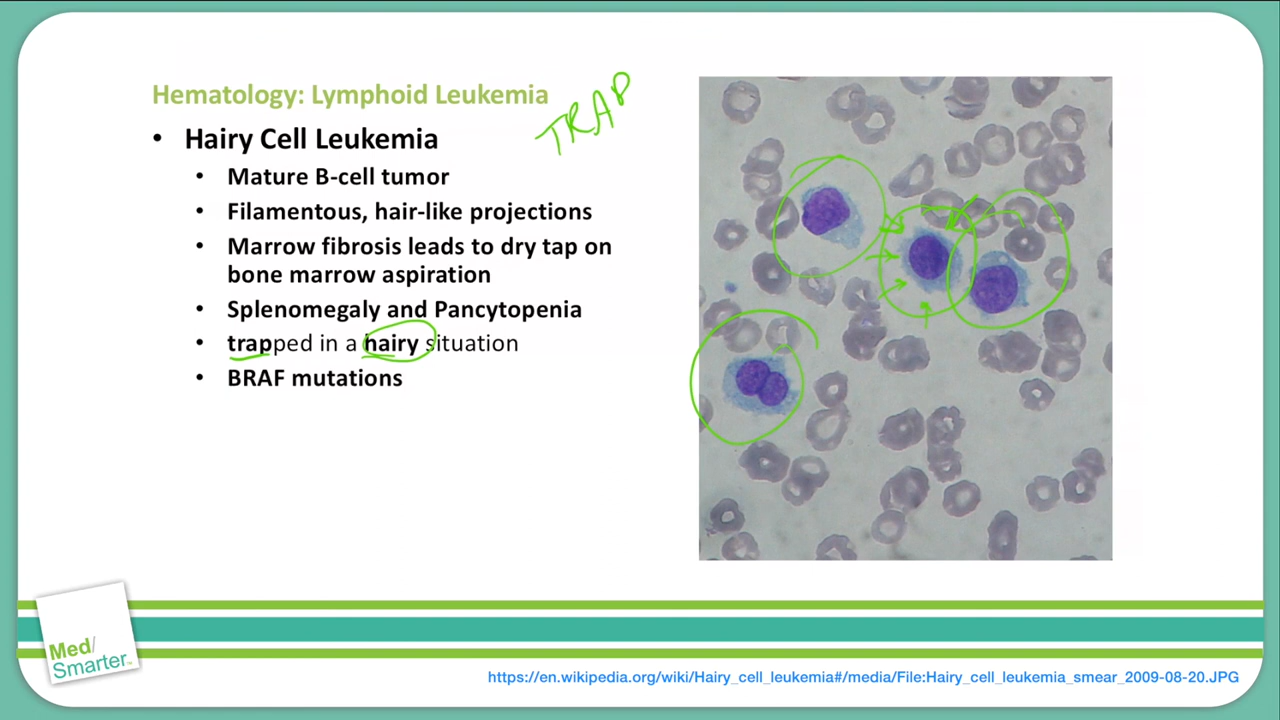 Hematology: Lymphoid Leukemia
TRAP
• Hairy Cell Leukemia
• Mature B-cell tumor
• Filamentous, hair-like projections
• Marrow fibrosis leads to dry tap on
bone marrow aspiration
• Splenomegaly and Pancytopenia
• trapped in a hairy situation
• BRAF mutations
Med/
Smarter™
https://en.wikipedia.org/wiki/Hairy_cell_leukemia#/media/File:Hairy_cell_leukemia_smear_2009-08-20.JPG